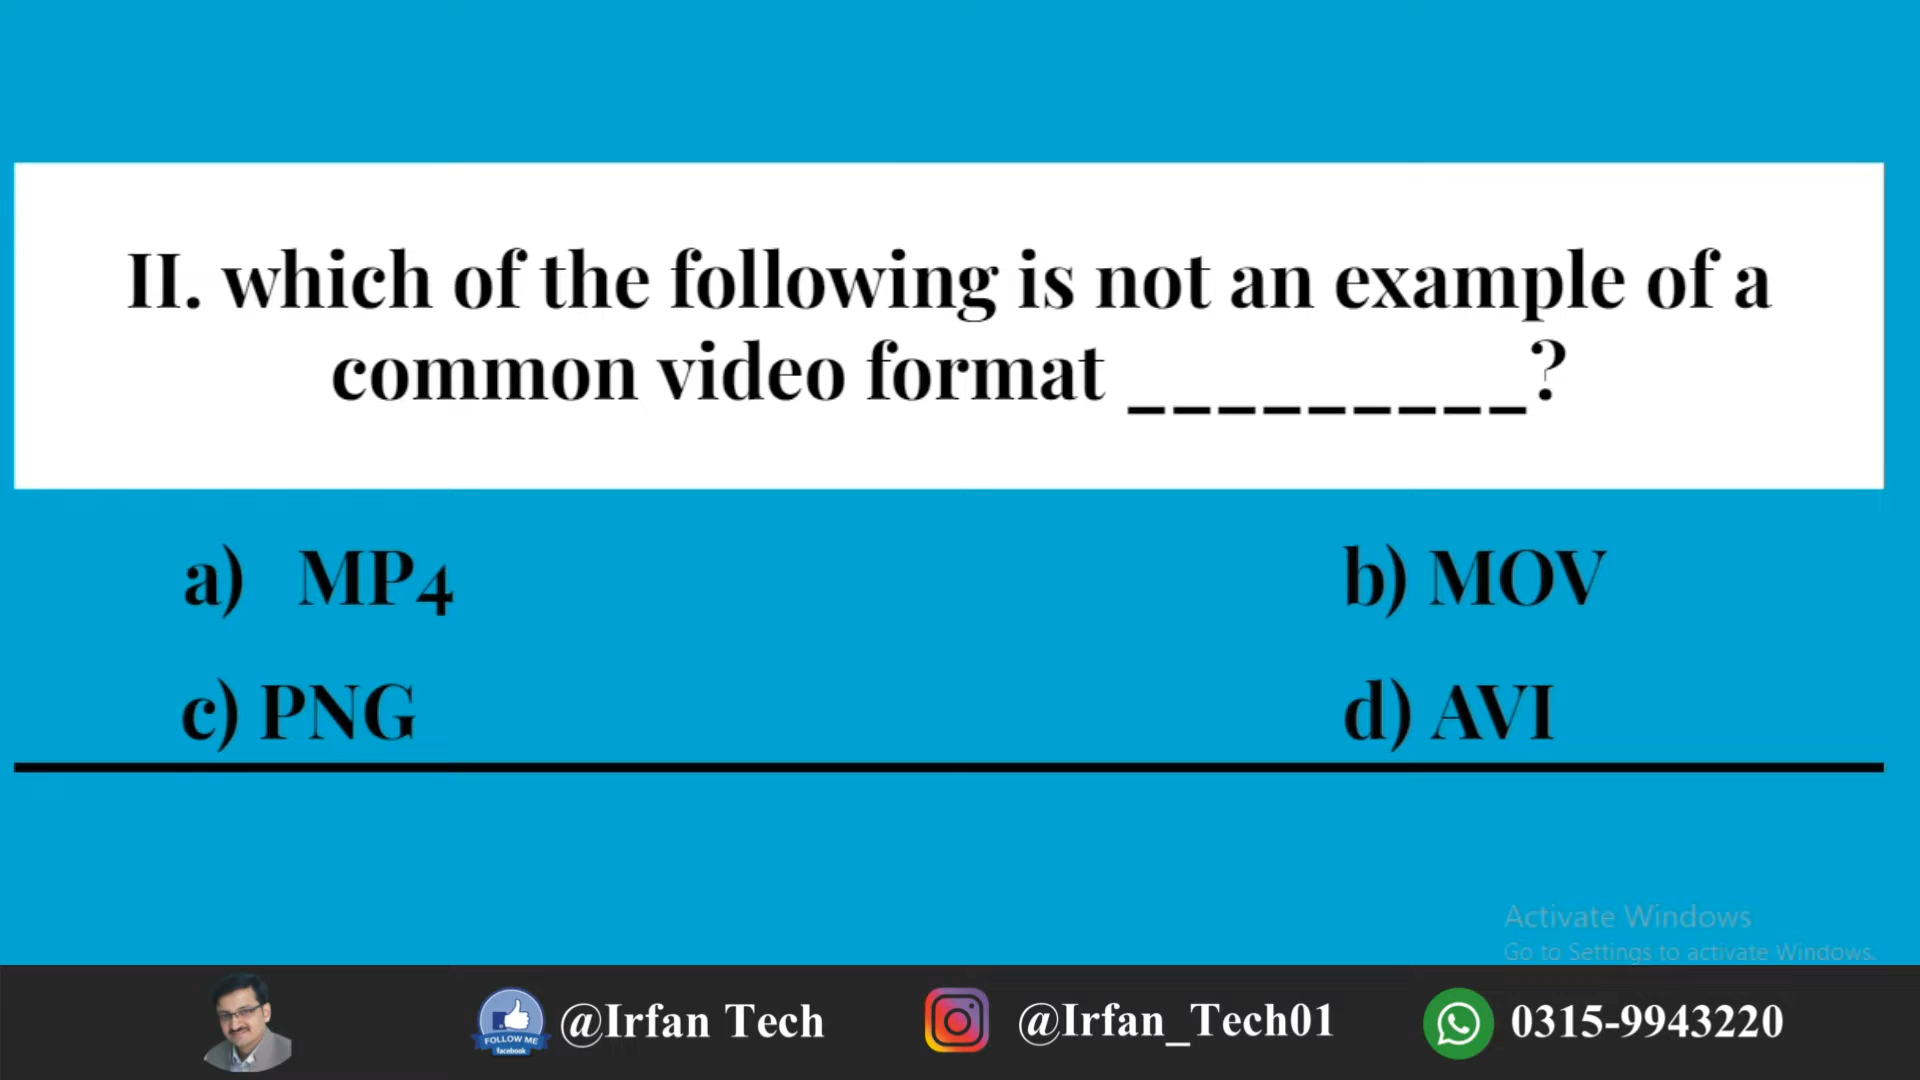 II. which of the following is not an example of a
common video format _________?
a) MP4
b) MOV
c) PNG
d) AVI
Activate Windows
Go to Settings to activate Windows.
FOLLOW ME
facebook
@Irfan Tech
@Irfan_Tech01
0315-9943220